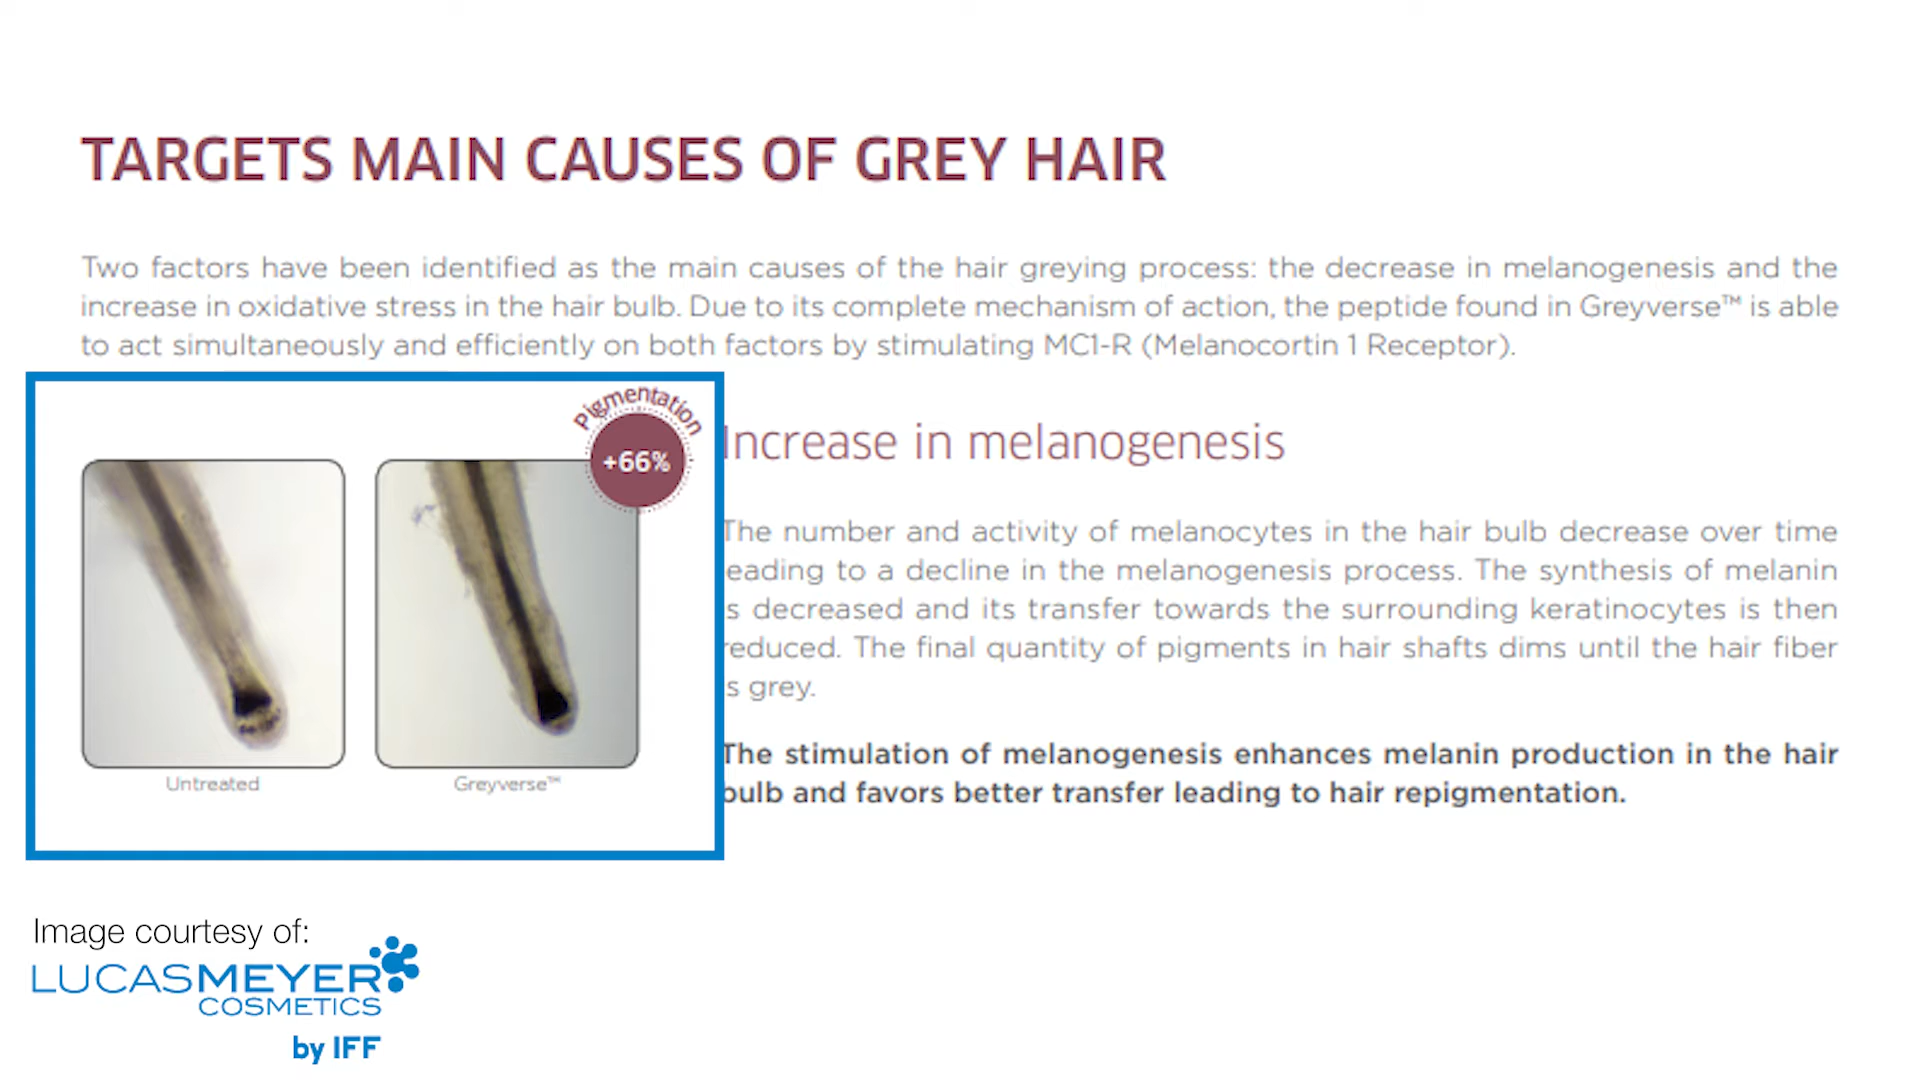 TARGETS MAIN CAUSES OF GREY HAIR
Two factors have been identified as the main causes of the hair greying process: the decrease in melanogenesis and the
increase in oxidative stress in the hair bulb. Due to its complete mechanism of action, the peptide found in Greyverse™ is able
to act simultaneously and efficiently on both factors by stimulating MC1-R (Melanocortin 1 Receptor).
Pigmentation
+66%
Untreated
Greyverse™
Increase in melanogenesis
The number and activity of melanocytes in the hair bulb decrease over time
eading to a decline in the melanogenesis process. The synthesis of melanin
s decreased and its transfer towards the surrounding keratinocytes is then
reduced. The final quantity of pigments in hair shafts dims until the hair fiber
s grey.
The stimulation of melanogenesis enhances melanin production in the hair
bulb and favors better transfer leading to hair repigmentation.
Image courtesy of:
LUCASMEYER
COSMETICS
by IFF